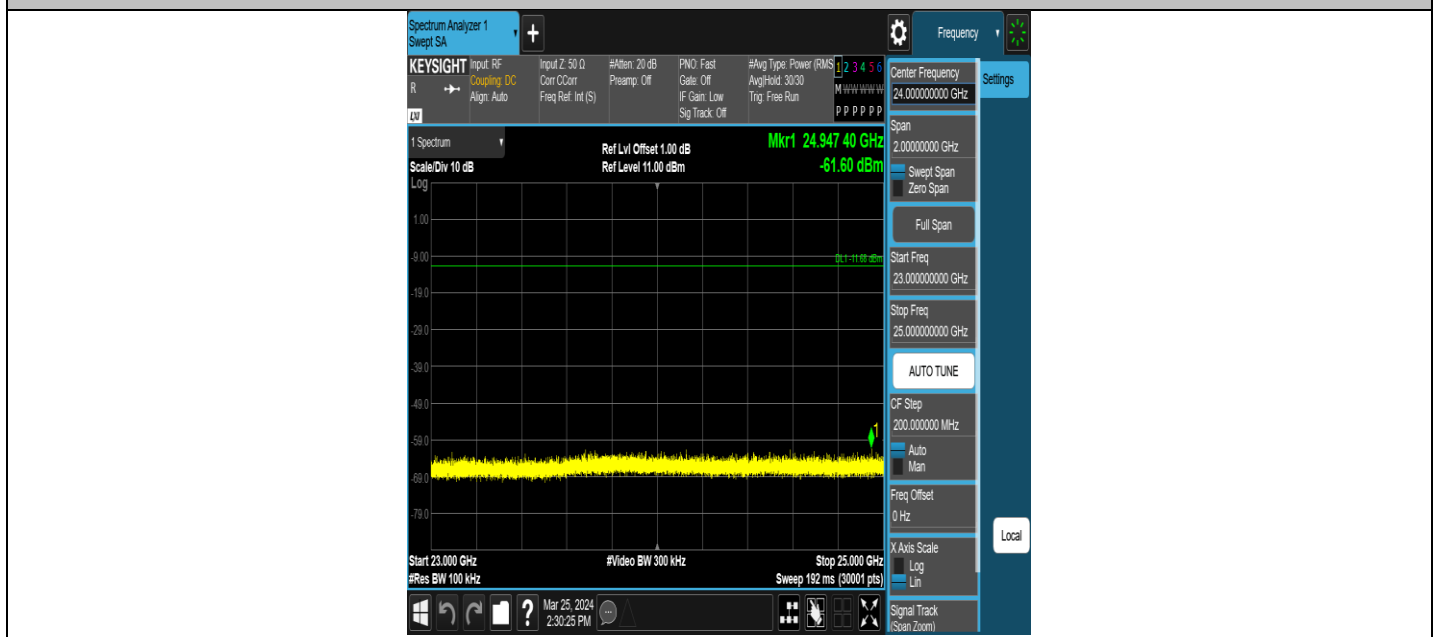 Spectrum Analyzer 1
Swept SA
+
Frequency
KEYSIGHT
R
LXI
Input: RF
Coupling: DC
Align: Auto
Input Z: 50 Ω
Corr CCorr
Freq Ref: Int (S)
#Atten: 20 dB
Preamp: Off
PNO: Fast
Gate: Off
IF Gain: Low
Sig Track: Off
#Avg Type: Power (RMS
Avg|Hold: 30/30
Trig: Free Run
1 2 3 4 5 6
M W W W W W
P P P P P P
Center Frequency
24.000000000 GHz
Settings
Span
2.00000000 GHz
Swept Span
Zero Span
Full Span
Start Freq
23.000000000 GHz
Stop Freq
25.000000000 GHz
AUTO TUNE
CF Step
200.000000 MHz
Auto
Man
Freq Offset
0 Hz
X Axis Scale
Log
Lin
Local
Signal Track
(Span Zoom)
1 Spectrum
Scale/Div 10 dB
Log
Ref Lvl Offset 1.00 dB
Ref Level 11.00 dBm
Mkr1 24.947 40 GHz
-61.60 dBm
1.00
-9.00
DL1 -11.68 dBm
-19.0
-29.0
-39.0
-49.0
1
-59.0
-69.0
-79.0
Start 23.000 GHz
#Video BW 300 kHz
Stop 25.000 GHz
#Res BW 100 kHz
Sweep 192 ms (30001 pts)
?
Mar 25, 2024
2:30:25 PM